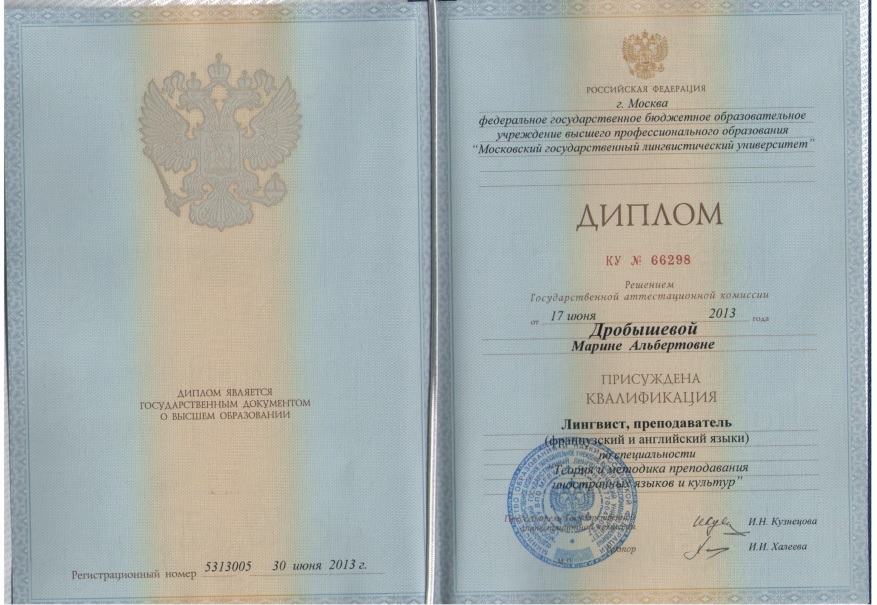 ДИПЛОМ ЯВЛЯЕТСЯ
ГОСУДАРСТВЕННЫМ ДОКУМЕНТОМ
О ВЫСШЕМ ОБРАЗОВАНИИ
Регистрационный номер 5313005 30 июня 2013 г.
РОССИЙСКАЯ ФЕДЕРАЦИЯ
г. Москва
федеральное государственное бюджетное образовательное
учреждение высшего профессионального образования
"Московский государственный лингвистический университет"
ДИПЛОМ
КУ № 66298
Решением
Государственной аттестационной комиссии
от 17 июня 2013 года
Дробышевой
Марине Альбертовне
ПРИСУЖДЕНА
КВАЛИФИКАЦИЯ
Лингвист, преподаватель
(французский и английский языки)
по специальности
"Теория и методика преподавания
иностранных языков и культур"
И.Н. Кузнецова
И.И. Халеева